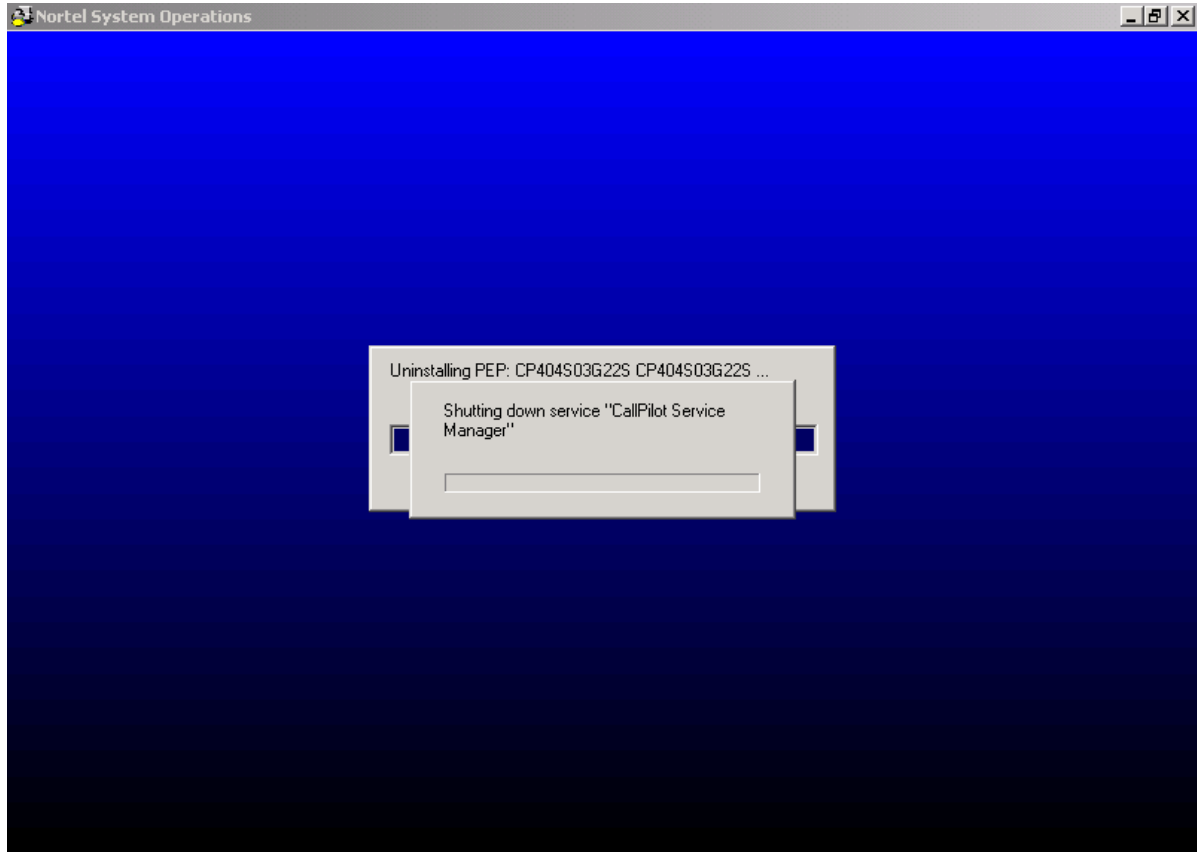 Nortel System Operations
Uninstalling PEP: CP404S03G22S CP404S03G22S ...
Shutting down service "CallPilot Service
Manager"